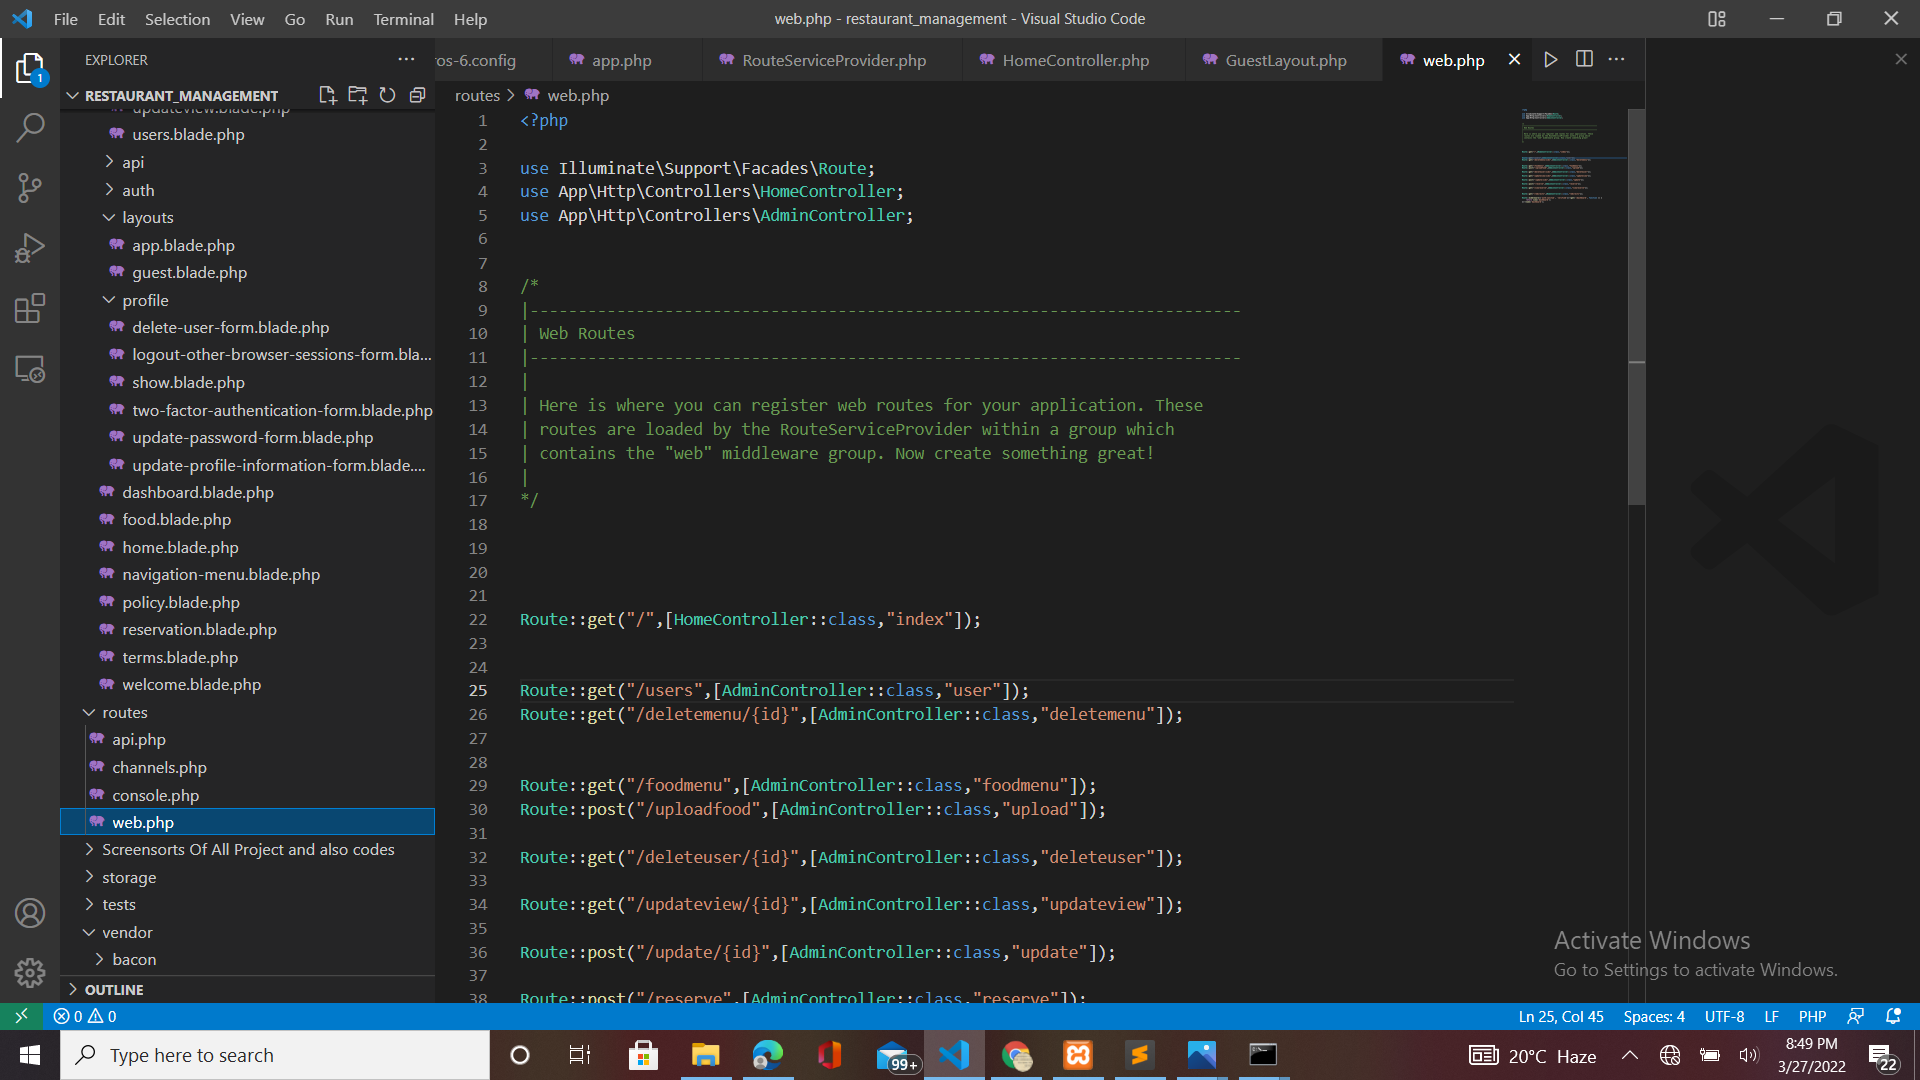 File Edit Selection View Go Run Terminal Help
web.php - restaurant_management - Visual Studio Code
EXPLORER
RESTAURANT_MANAGEMENT
updateview.blade.php
users.blade.php
api
auth
layouts
app.blade.php
guest.blade.php
profile
delete-user-form.blade.php
logout-other-browser-sessions-form.bla...
show.blade.php
two-factor-authentication-form.blade.php
update-password-form.blade.php
update-profile-information-form.blade....
dashboard.blade.php
food.blade.php
home.blade.php
navigation-menu.blade.php
policy.blade.php
reservation.blade.php
terms.blade.php
welcome.blade.php
routes
api.php
channels.php
console.php
web.php
Screensorts Of All Project and also codes
storage
tests
vendor
bacon
OUTLINE
os-6.config app.php RouteServiceProvider.php HomeController.php GuestLayout.php web.php
routes > web.php
1 <?php
2
3 use Illuminate\Support\Facades\Route;
4 use App\Http\Controllers\HomeController;
5 use App\Http\Controllers\AdminController;
6
7
8 /*
9 |--------------------------------------------------------------------------
10 | Web Routes
11 |--------------------------------------------------------------------------
12 |
13 | Here is where you can register web routes for your application. These
14 | routes are loaded by the RouteServiceProvider within a group which
15 | contains the "web" middleware group. Now create something great!
16 |
17 */
18
19
20
21
22 Route::get("/",[HomeController::class,"index"]);
23
24
25 Route::get("/users",[AdminController::class,"user"]);
26 Route::get("/deletemenu/{id}",[AdminController::class,"deletemenu"]);
27
28
29 Route::get("/foodmenu",[AdminController::class,"foodmenu"]);
30 Route::post("/uploadfood",[AdminController::class,"upload"]);
31
32 Route::get("/deleteuser/{id}",[AdminController::class,"deleteuser"]);
33
34 Route::get("/updateview/{id}",[AdminController::class,"updateview"]);
35
36 Route::post("/update/{id}",[AdminController::class,"update"]);
37
38 Route::post("/reserve",[AdminController::class,"reserve"]);
Activate Windows
Go to Settings to activate Windows.
0 0
Ln 25, Col 45 Spaces: 4 UTF-8 LF PHP
Type here to search
99+
20°C Haze
8:49 PM
3/27/2022
22
1